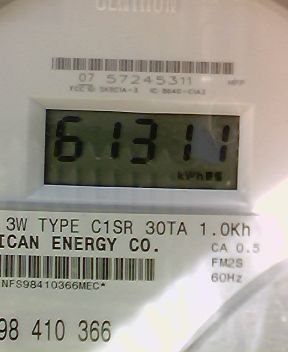 CENTRON
07 57245311
61311
3W TYPE C1SR 30TA 1.0Kh
ICAN ENERGY CO.
CA 0.5
FM2S
60Hz
NFS98410366MEC*
98 410 366